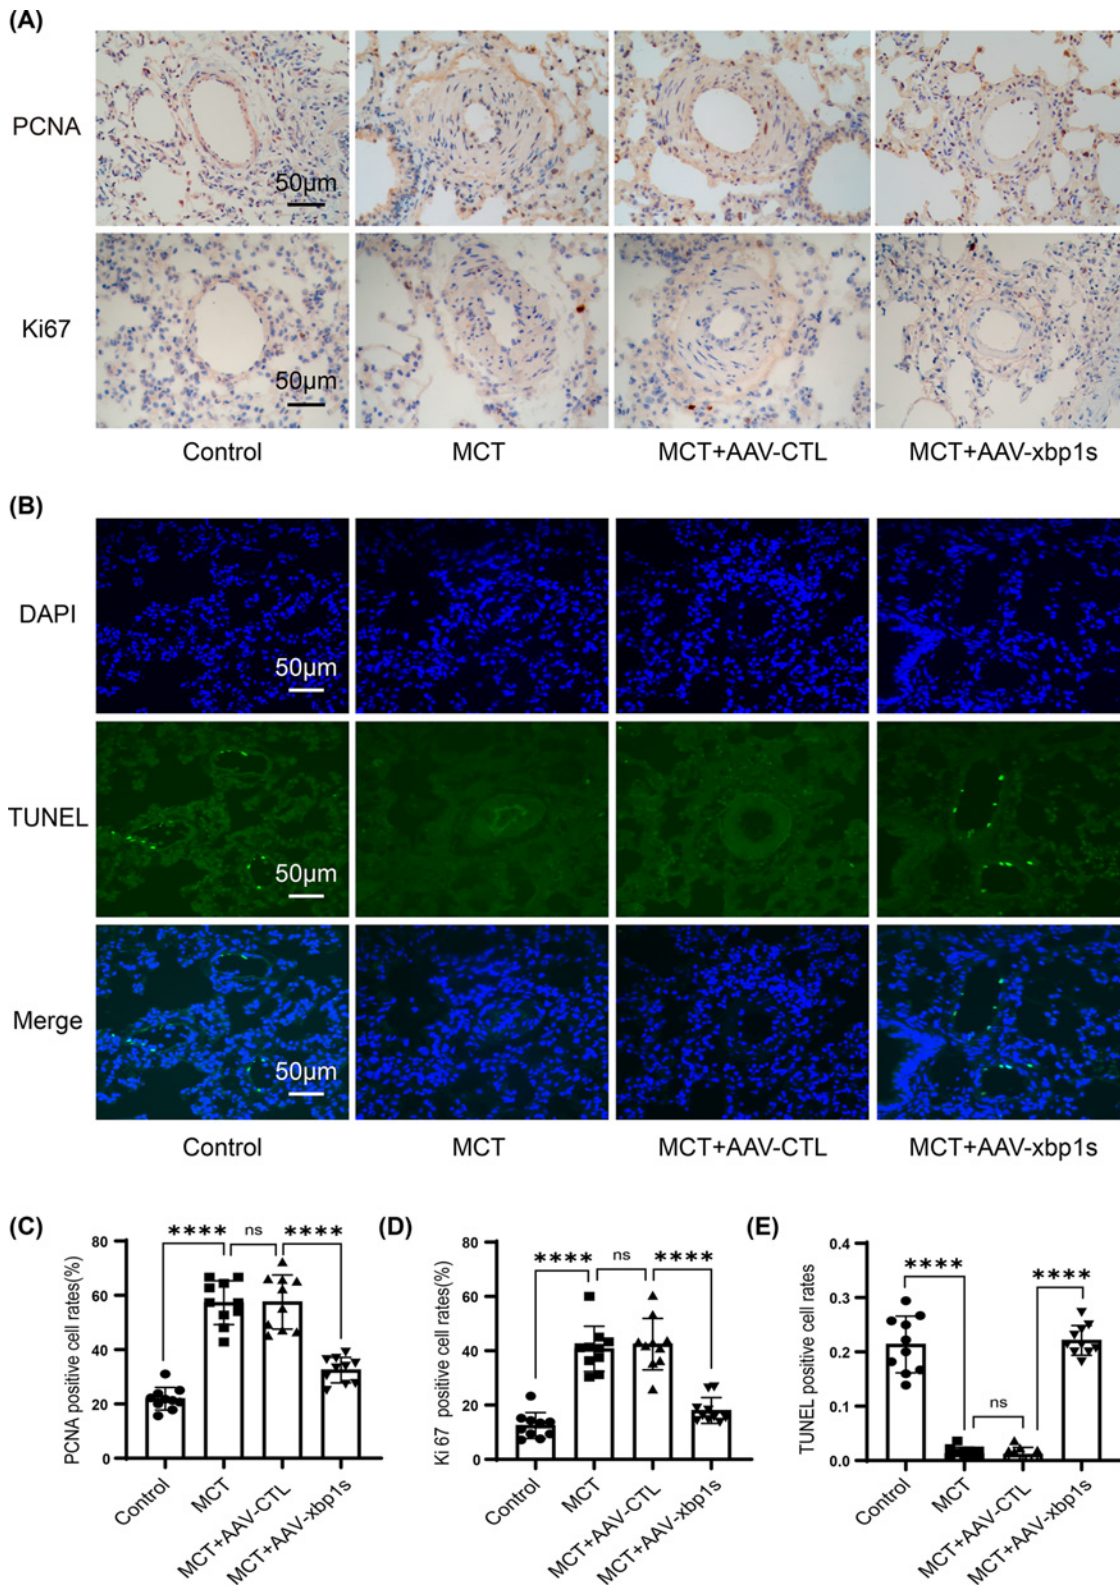 (A)
PCNA
50μm
Ki67
50μm
Control MCT MCT+AAV-CTL MCT+AAV-xbp1s
(B)
DAPI
50μm
TUNEL
50μm
Merge
50μm
Control MCT MCT+AAV-CTL MCT+AAV-xbp1s
(C)
PCNA positive cell rates(%)
80
60
40
20
0
**** ns ****
Control MCT MCT+AAV-CTL MCT+AAV-xbp1s
(D)
Ki 67 positive cell rates(%)
80
60
40
20
0
**** ns ****
Control MCT MCT+AAV-CTL MCT+AAV-xbp1s
(E)
TUNEL positive cell rates
0.4
0.3
0.2
0.1
0.0
**** ns ****
Control MCT MCT+AAV-CTL MCT+AAV-xbp1s